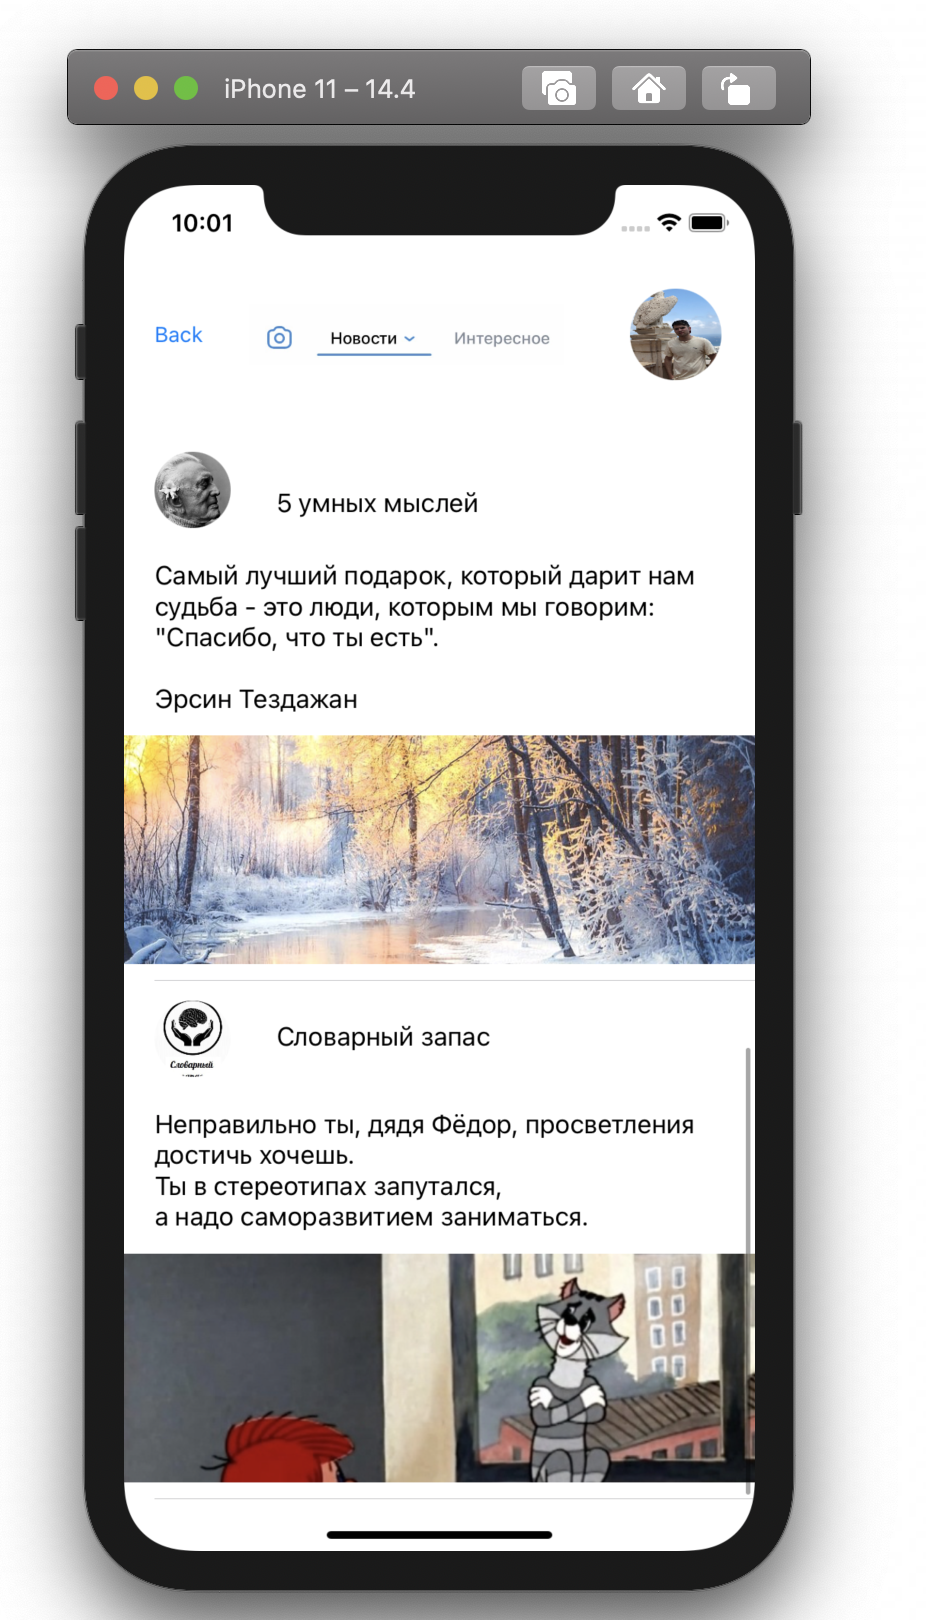 iPhone 11 – 14.4
10:01
Back
Новости
Интересное
5 умных мыслей
Самый лучший подарок, который дарит нам
судьба - это люди, которым мы говорим:
"Спасибо, что ты есть".
Эрсин Тездажан
Словарный запас
Словарный
Неправильно ты, дядя Фёдор, просветления
достичь хочешь.
Ты в стереотипах запутался,
а надо саморазвитием заниматься.